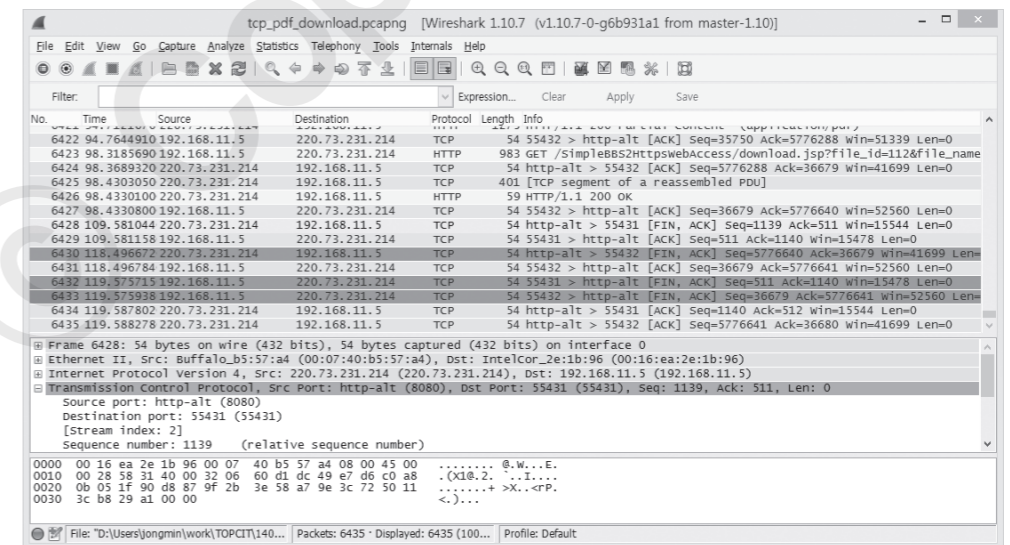 tcp_pdf_download.pcapng [Wireshark 1.10.7 (v1.10.7-0-g6b931a1 from master-1.10)]
File Edit View Go Capture Analyze Statistics Telephony Tools Internals Help
Filter: Expression... Clear Apply Save
No. Time Source Destination Protocol Length Info
6422 94.7644910 192.168.11.5 220.73.231.214 TCP 54 55432 > http-alt [ACK] Seq=35750 Ack=5776288 Win=51339 Len=0
6423 98.3185690 192.168.11.5 220.73.231.214 HTTP 983 GET /SimpleBBS2HttpsWebAccess/download.jsp?file_id=112&file_name
6424 98.3689320 220.73.231.214 192.168.11.5 TCP 54 http-alt > 55432 [ACK] Seq=5776288 Ack=36679 Win=41699 Len=0
6425 98.4303050 220.73.231.214 192.168.11.5 TCP 401 [TCP segment of a reassembled PDU]
6426 98.4330100 220.73.231.214 192.168.11.5 HTTP 59 HTTP/1.1 200 OK
6427 98.4330800 192.168.11.5 220.73.231.214 TCP 54 55432 > http-alt [ACK] Seq=36679 Ack=5776640 Win=52560 Len=0
6428 109.581044 220.73.231.214 192.168.11.5 TCP 54 http-alt > 55431 [FIN, ACK] Seq=1139 Ack=511 Win=15544 Len=0
6429 109.581158 192.168.11.5 220.73.231.214 TCP 54 55431 > http-alt [ACK] Seq=511 Ack=1140 Win=15478 Len=0
6430 118.496672 220.73.231.214 192.168.11.5 TCP 54 http-alt > 55432 [FIN, ACK] Seq=5776640 Ack=36679 Win=41699 Len=
6431 118.496784 192.168.11.5 220.73.231.214 TCP 54 55432 > http-alt [ACK] Seq=36679 Ack=5776641 Win=52560 Len=0
6432 119.575715 192.168.11.5 220.73.231.214 TCP 54 55431 > http-alt [FIN, ACK] Seq=511 Ack=1140 Win=15478 Len=0
6433 119.575938 192.168.11.5 220.73.231.214 TCP 54 55432 > http-alt [FIN, ACK] Seq=36679 Ack=5776641 Win=52560 Len=
6434 119.587802 220.73.231.214 192.168.11.5 TCP 54 http-alt > 55431 [ACK] Seq=1140 Ack=512 Win=15544 Len=0
6435 119.588278 220.73.231.214 192.168.11.5 TCP 54 http-alt > 55432 [ACK] Seq=5776641 Ack=36680 Win=41699 Len=0
Frame 6428: 54 bytes on wire (432 bits), 54 bytes captured (432 bits) on interface 0
Ethernet II, Src: Buffalo_b5:57:a4 (00:07:40:b5:57:a4), Dst: IntelCor_2e:1b:96 (00:16:ea:2e:1b:96)
Internet Protocol Version 4, Src: 220.73.231.214 (220.73.231.214), Dst: 192.168.11.5 (192.168.11.5)
Transmission Control Protocol, Src Port: http-alt (8080), Dst Port: 55431 (55431), Seq: 1139, Ack: 511, Len: 0
Source port: http-alt (8080)
Destination port: 55431 (55431)
[Stream index: 2]
Sequence number: 1139 (relative sequence number)
0000 00 16 ea 2e 1b 96 00 07 40 b5 57 a4 08 00 45 00 ........ @.W...E.
0010 00 28 58 31 40 00 32 06 60 d1 dc 49 e7 d6 c0 a8 .(X1@.2. `..I....
0020 0b 05 1f 90 d8 87 9f 2b 3e 58 a7 9e 3c 72 50 11 .......+ >X..<rP.
0030 3c b8 29 a1 00 00 <.)...
File: "D:\Users\jongmin\work\TOPCIT\140... Packets: 6435 · Displayed: 6435 (100... Profile: Default